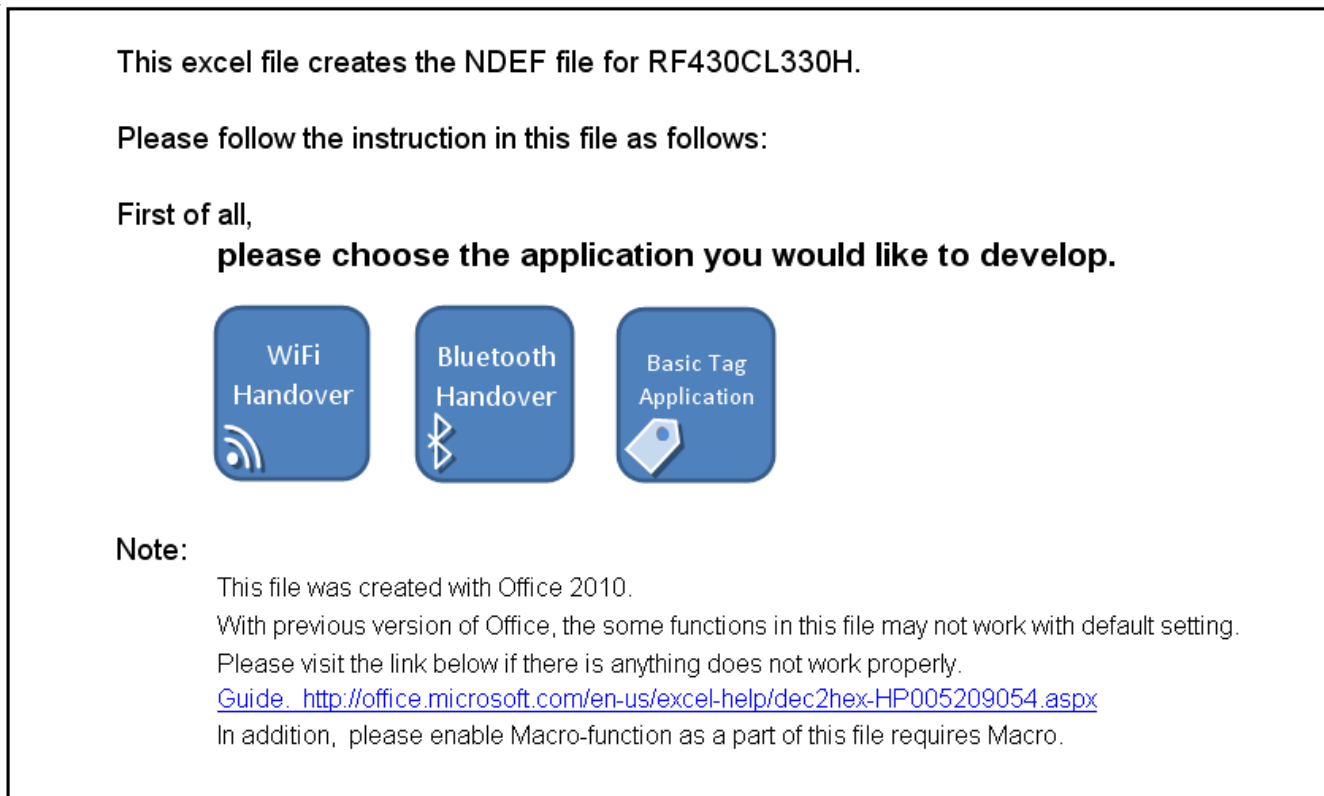 This excel file creates the NDEF file for RF430CL330H.
Please follow the instruction in this file as follows:
First of all,
please choose the application you would like to develop.
WiFi
Handover
Bluetooth
Handover
Basic Tag
Application
Note:
This file was created with Office 2010.
With previous version of Office, the some functions in this file may not work with default setting.
Please visit the link below if there is anything does not work properly.
Guide. http://office.microsoft.com/en-us/excel-help/dec2hex-HP005209054.aspx
In addition, please enable Macro-function as a part of this file requires Macro.